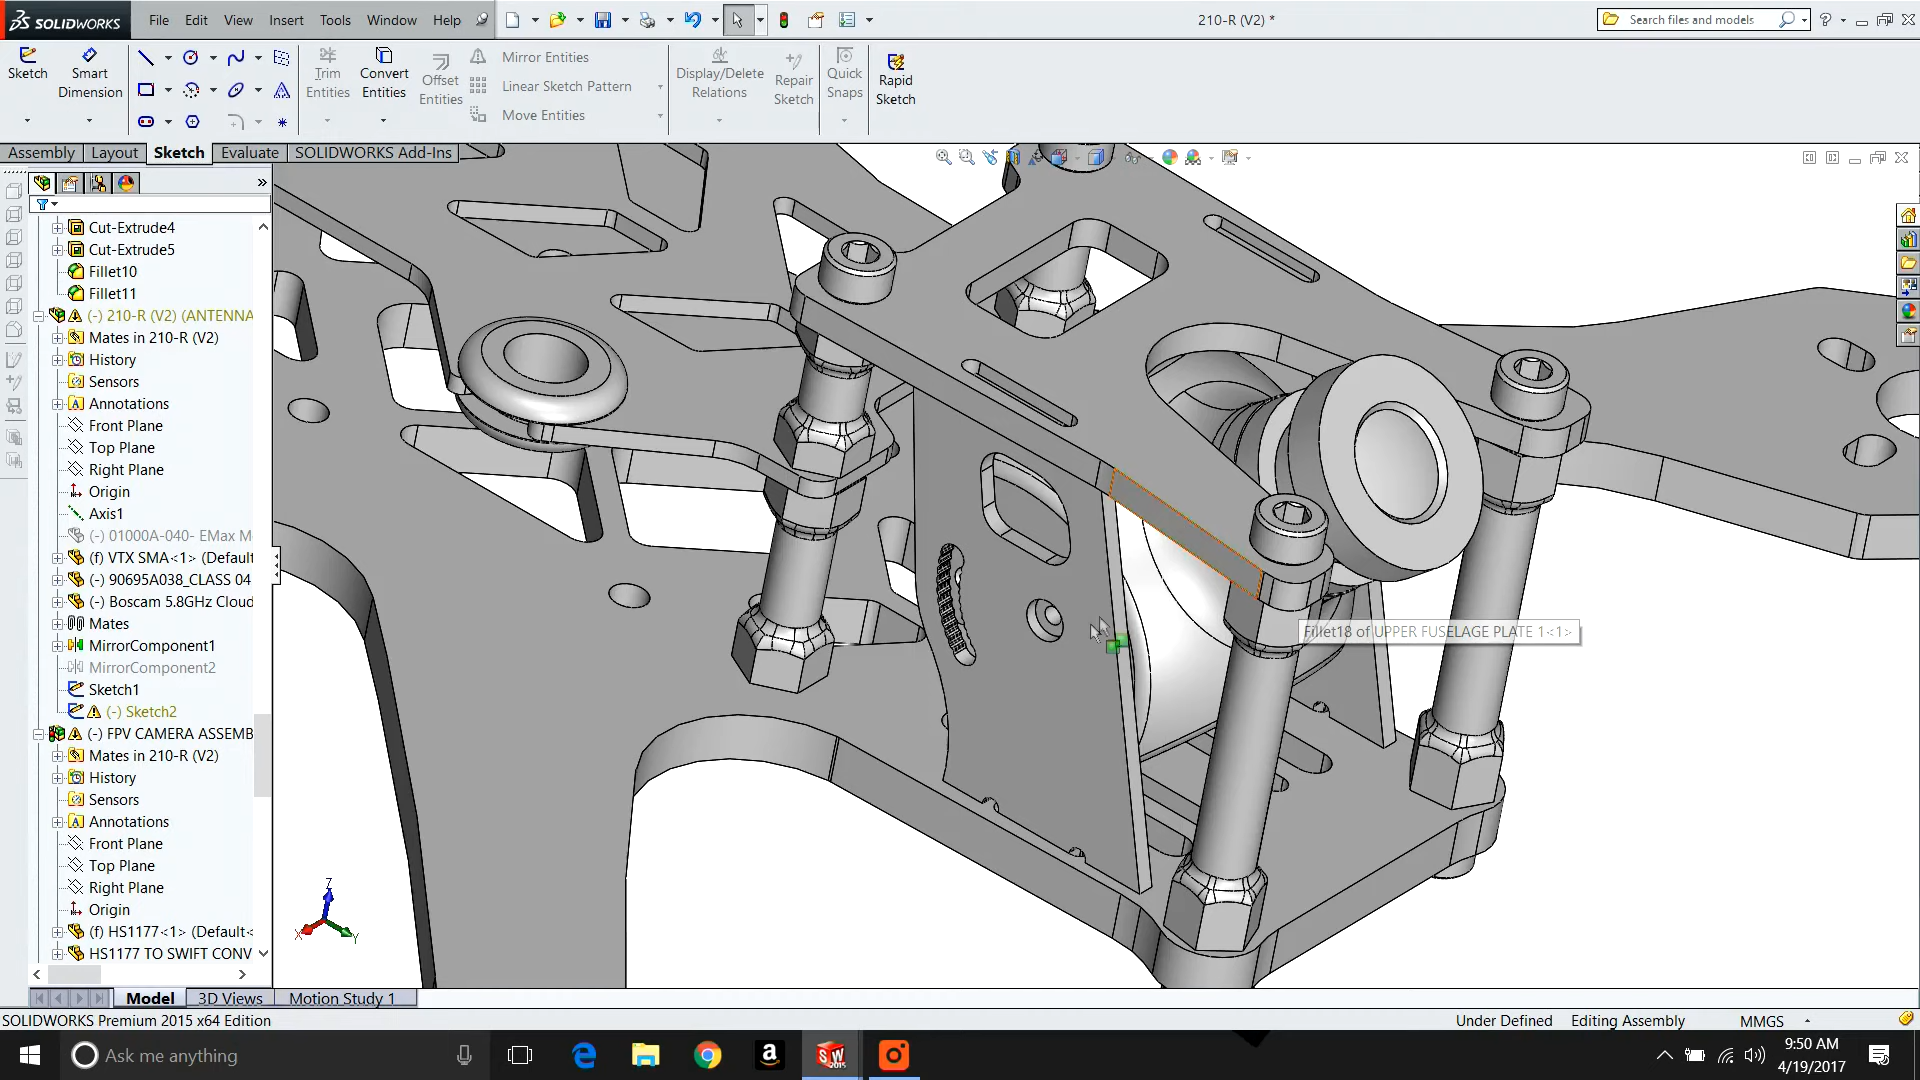 SOLIDWORKS File Edit View Insert Tools Window Help 210-R (V2) * Search files and models
Sketch
Smart Dimension
Trim Entities
Convert Entities
Offset Entities
Mirror Entities
Linear Sketch Pattern
Move Entities
Display/Delete Relations
Repair Sketch
Quick Snaps
Rapid Sketch
Assembly Layout Sketch Evaluate SOLIDWORKS Add-Ins
Cut-Extrude4
Cut-Extrude5
Fillet10
Fillet11
(-) 210-R (V2) (ANTENNA
Mates in 210-R (V2)
History
Sensors
Annotations
Front Plane
Top Plane
Right Plane
Origin
Axis1
(-) 01000A-040- EMax M
(f) VTX SMA<1> (Default
(-) 90695A038_CLASS 04
(-) Boscam 5.8GHz Cloud
Mates
MirrorComponent1
MirrorComponent2
Sketch1
(-) Sketch2
(-) FPV CAMERA ASSEMB
Mates in 210-R (V2)
History
Sensors
Annotations
Front Plane
Top Plane
Right Plane
Origin
(f) HS1177<1> (Default<
HS1177 TO SWIFT CONV
Fillet18 of UPPER FUSELAGE PLATE 1<1>
Z
X
Y
Model 3D Views Motion Study 1
SOLIDWORKS Premium 2015 x64 Edition Under Defined Editing Assembly MMGS
Ask me anything
SW
2015
9:50 AM
4/19/2017